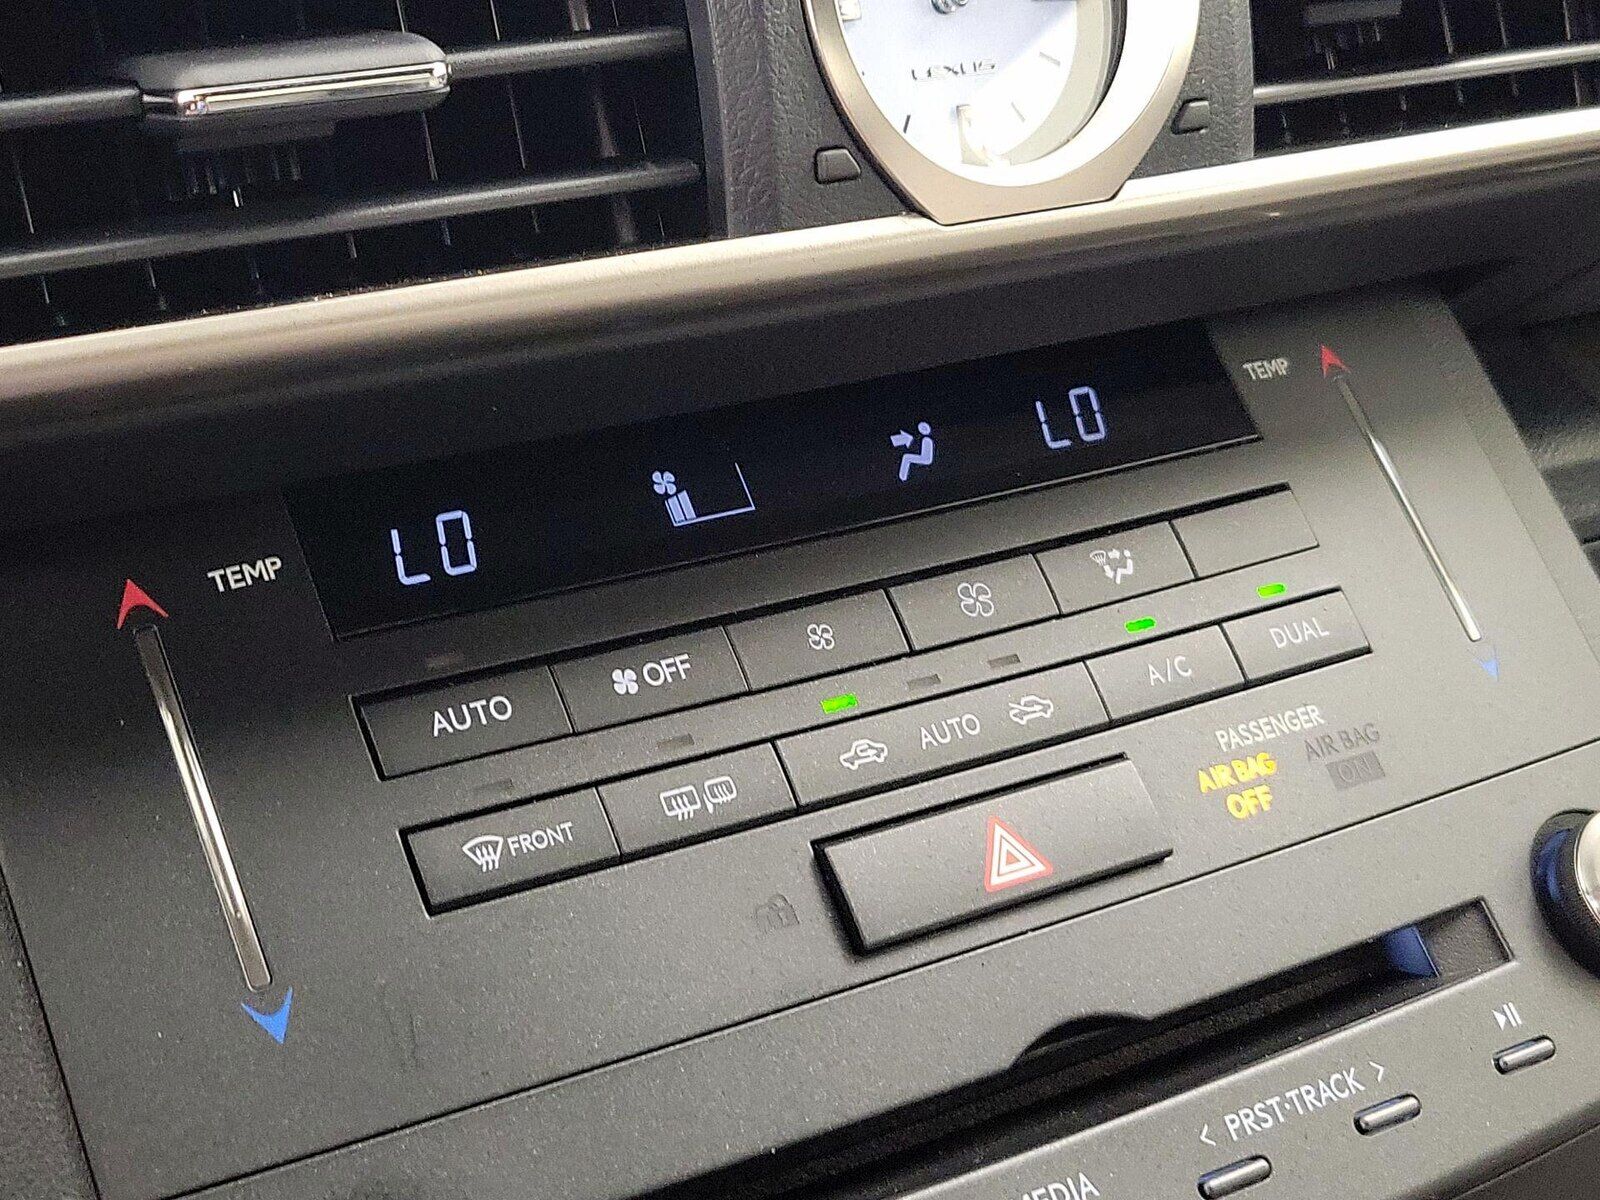 LEXUS
TEMP
LO
LO
TEMP
AUTO
OFF
FRONT
AUTO
A/C
DUAL
PASSENGER
AIR BAG
OFF
AIR BAG
ON
< PRST·TRACK >
MEDIA